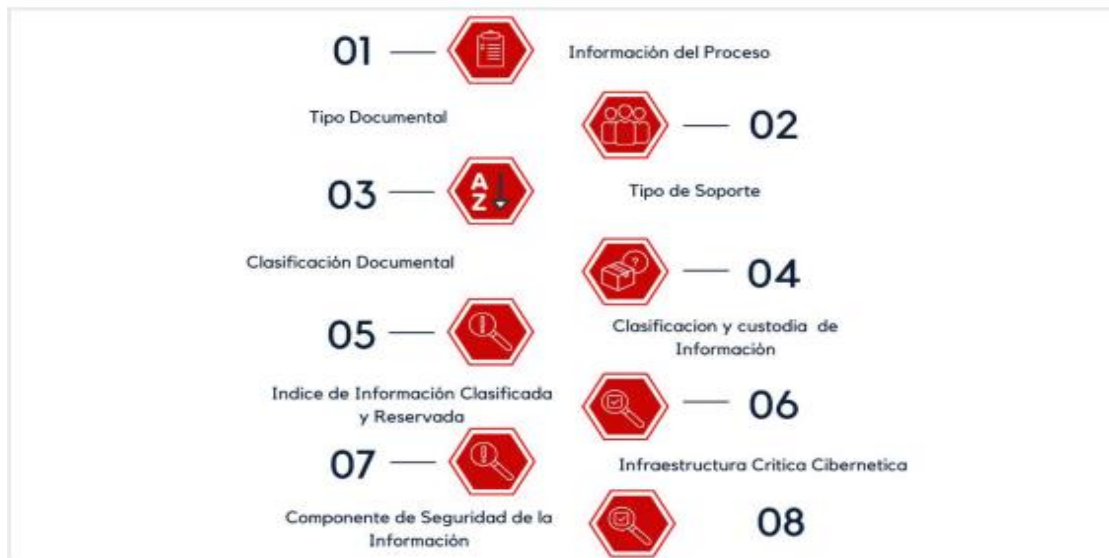 01
Información del Proceso
Tipo Documental
02
03
Tipo de Soporte
Clasificación Documental
04
05
Clasificacion y custodia de
Información
Indice de Información Clasificada
y Reservada
06
07
Infraestructura Critica Cibernetica
Componente de Seguridad de la
Información
08